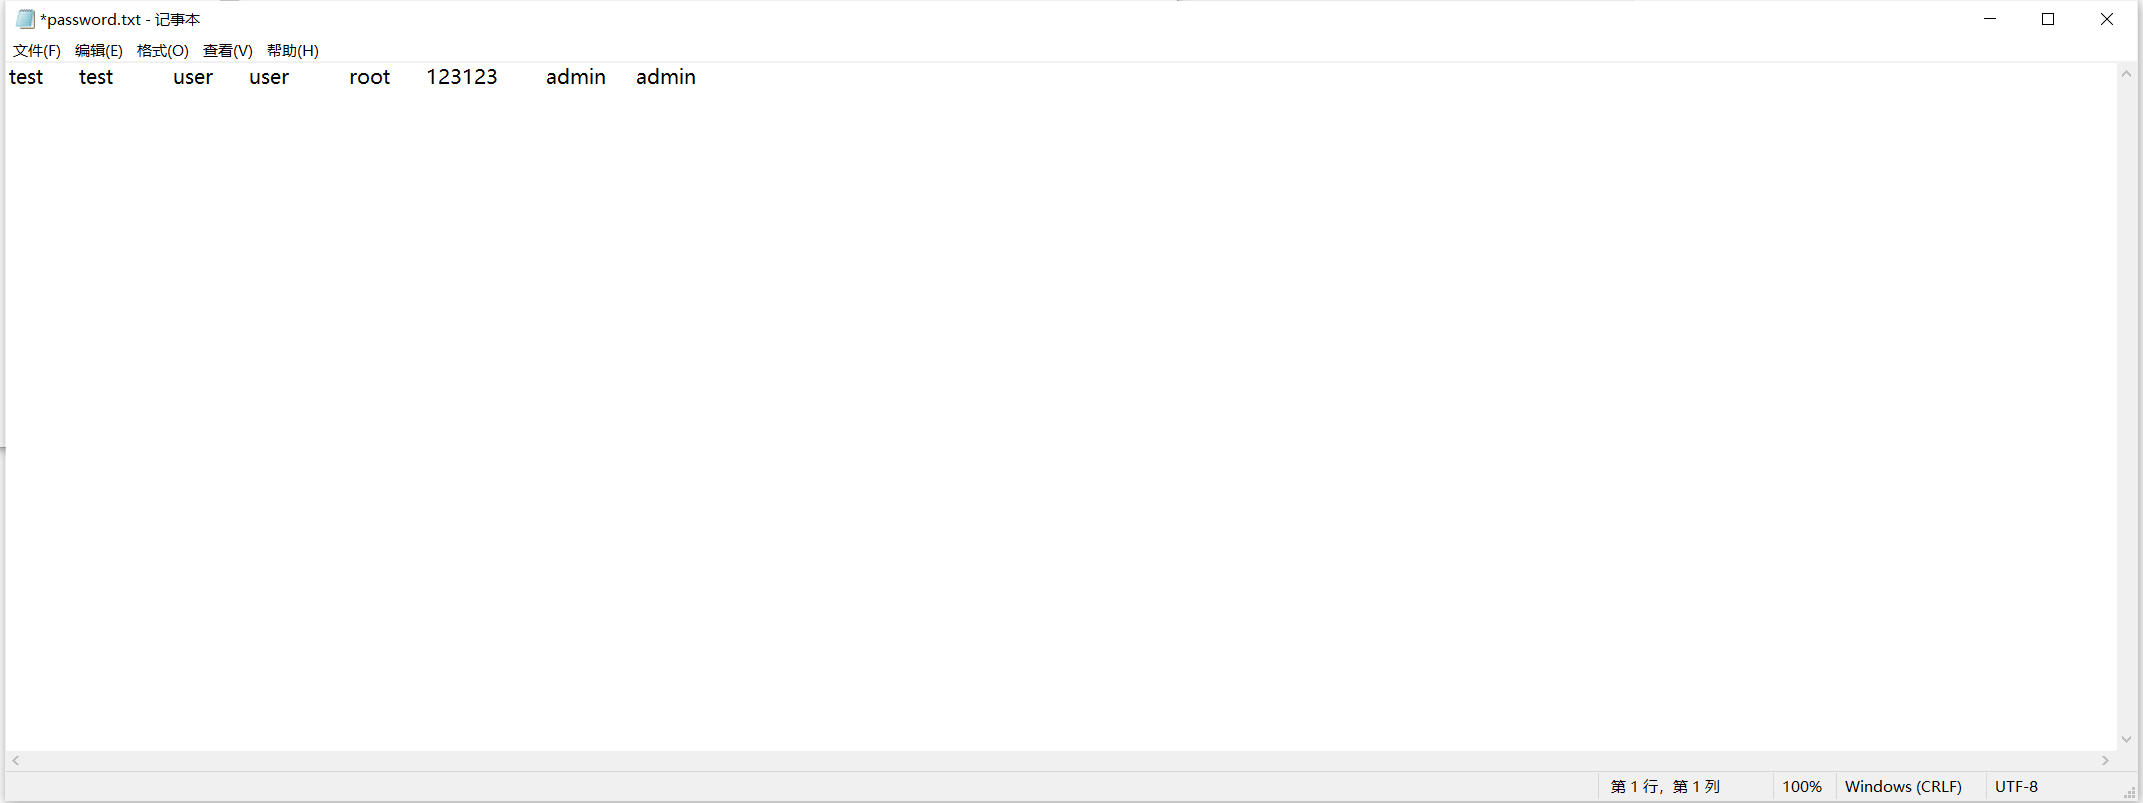 *password.txt - 记事本
文件(F) 编辑(E) 格式(O) 查看(V) 帮助(H)
test test user user root 123123 admin admin
第 1 行，第 1 列 100% Windows (CRLF) UTF-8